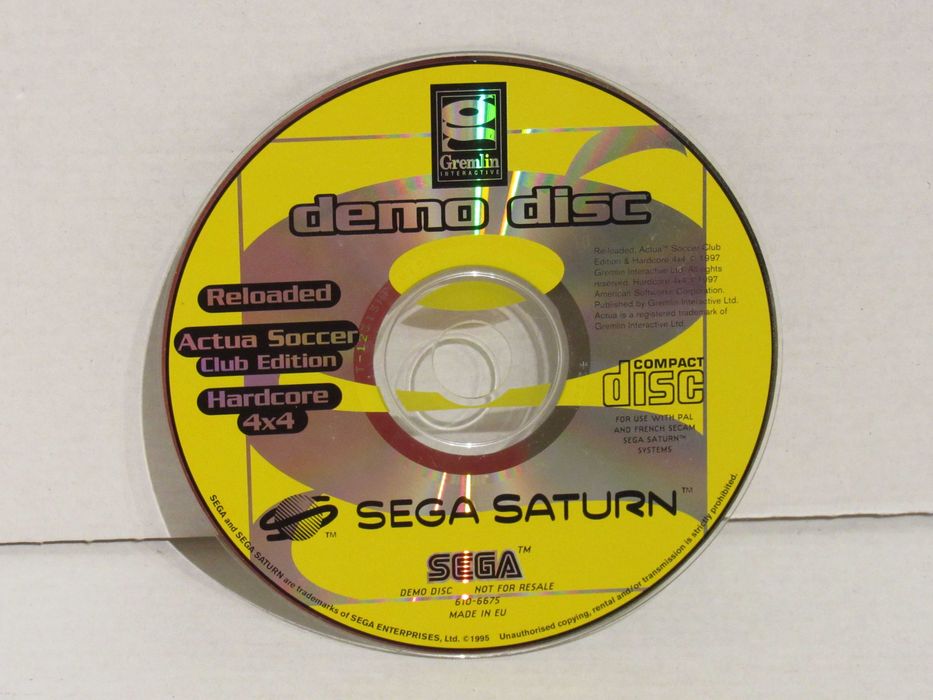 g
Gremlin
INTERACTIVE
demo disc
Re-loaded, Actua™ Soccer Club
Edition & Hardcore 4x4 © 1997
Gremlin Interactive Ltd. All rights
reserved. Hardcore 4x4 © 1997
American Softworks Corporation.
Published by Gremlin Interactive Ltd.
Actua is a registered trademark of
Gremlin Interactive Ltd.
Reloaded
Actua Soccer
Club Edition
Hardcore
4x4
COMPACT
disc
FOR USE WITH PAL
AND FRENCH SECAM
SEGA SATURN™
SYSTEMS
SEGA SATURN™
TM
SEGA™
DEMO DISC NOT FOR RESALE
610-6675
MADE IN EU
SEGA and SEGA SATURN are trademarks of SEGA ENTERPRISES, Ltd. © 1995 Unauthorised copying, rental and/or transmission is strictly prohibited.